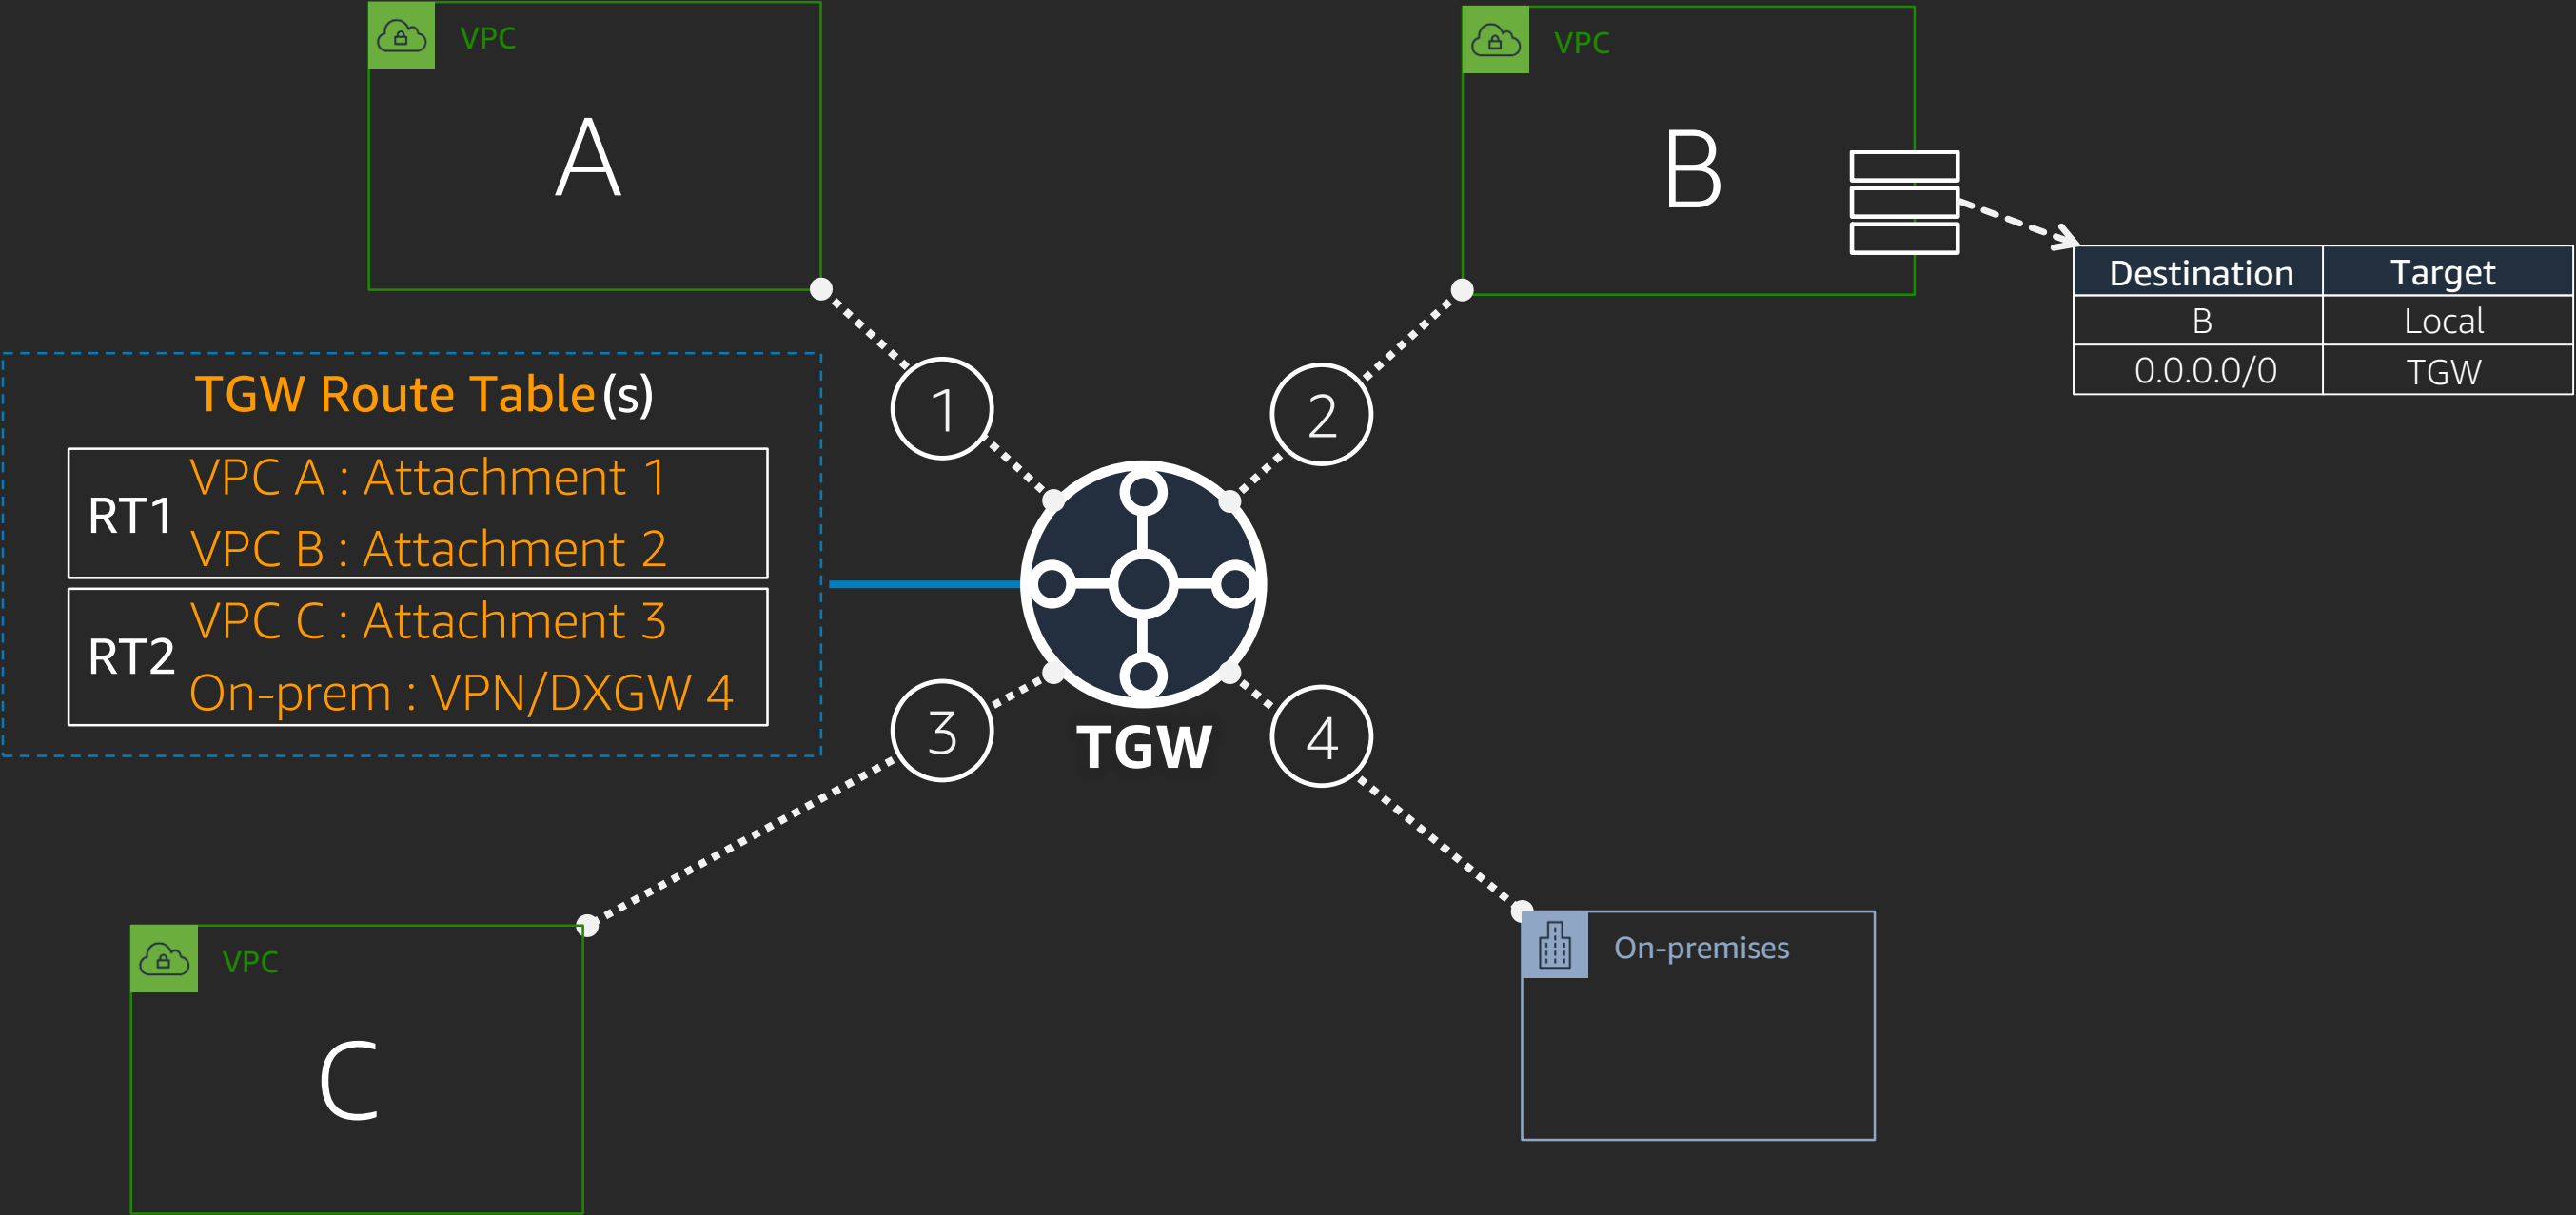 VPC
A
VPC
B
Destination Target
B Local
0.0.0.0/0 TGW
TGW Route Table(s)
RT1
VPC A : Attachment 1
VPC B : Attachment 2
RT2
VPC C : Attachment 3
On-prem : VPN/DXGW 4
1
2
3
4
TGW
VPC
C
On-premises